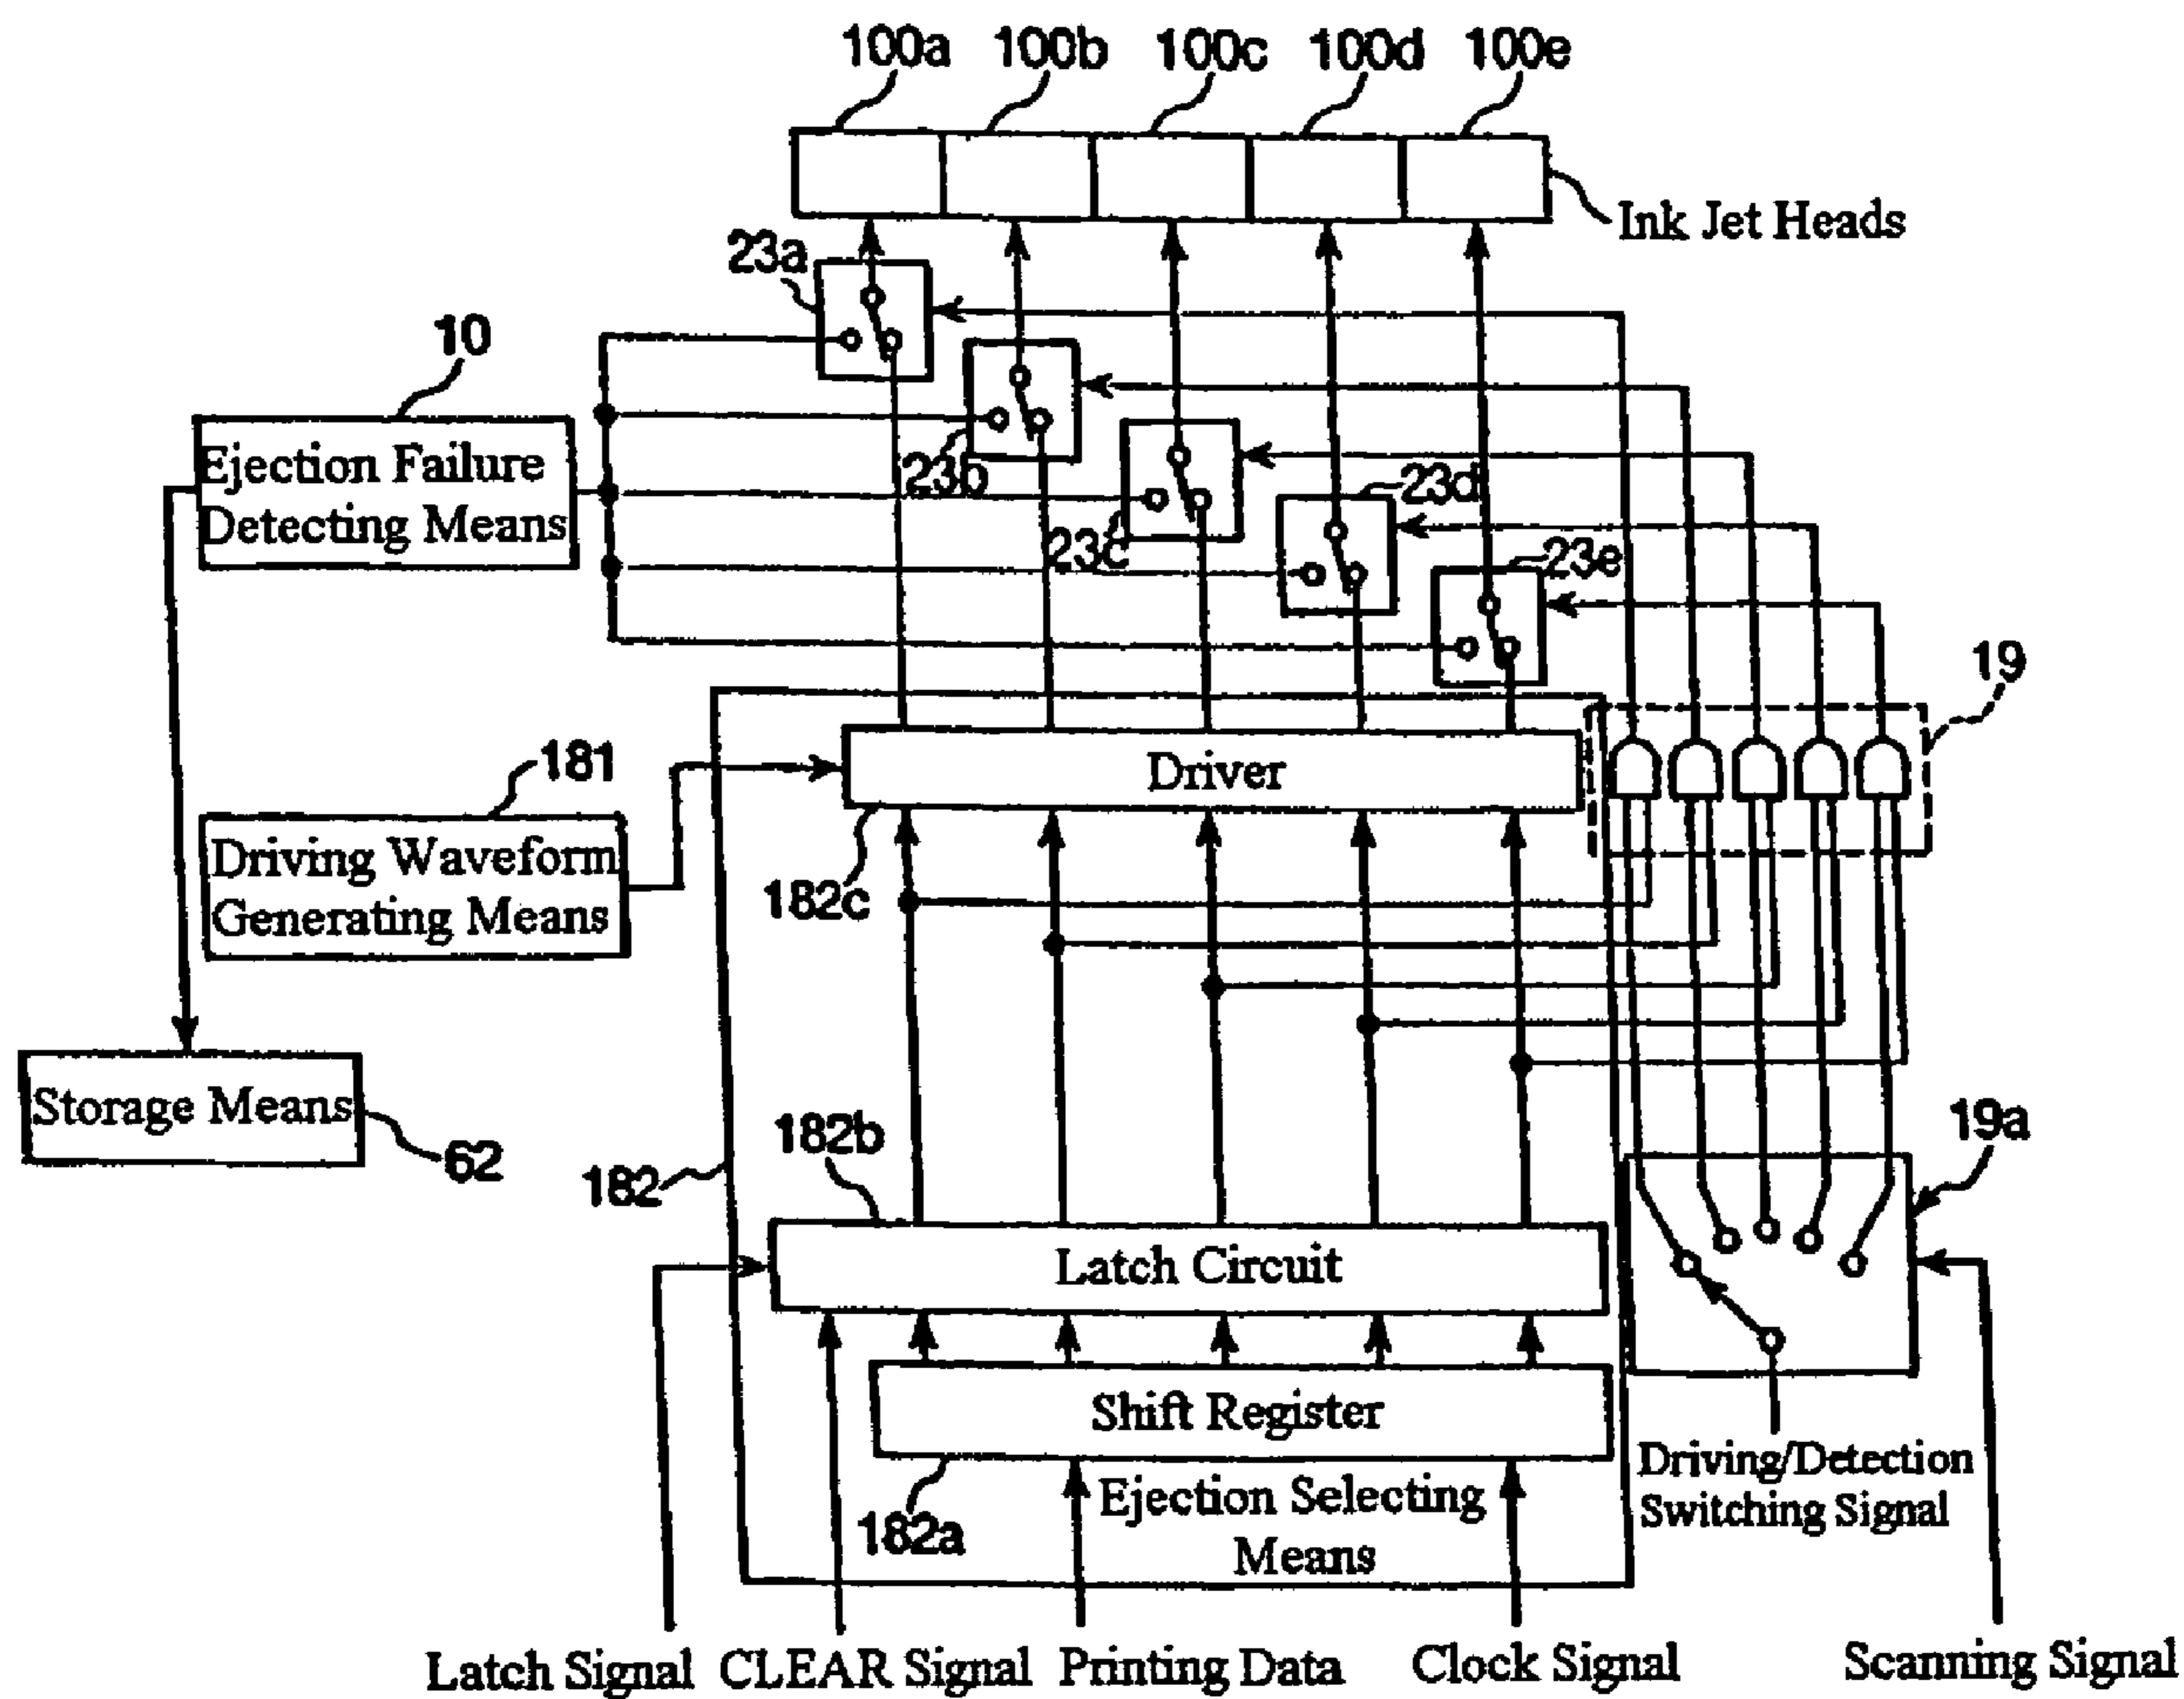 100a 100b 100c 100d 100e
Ink Jet Heads
23a
10
Ejection Failure
Detecting Means
23b
23c
23d
23e
19
181
Driver
Driving Waveform
Generating Means
182c
Storage Means
62
182b
182
19a
Latch Circuit
Shift Register
Driving/Detection
Switching Signal
182a
Ejection Selecting
Means
Latch Signal CLEAR Signal Printing Data Clock Signal Scanning Signal